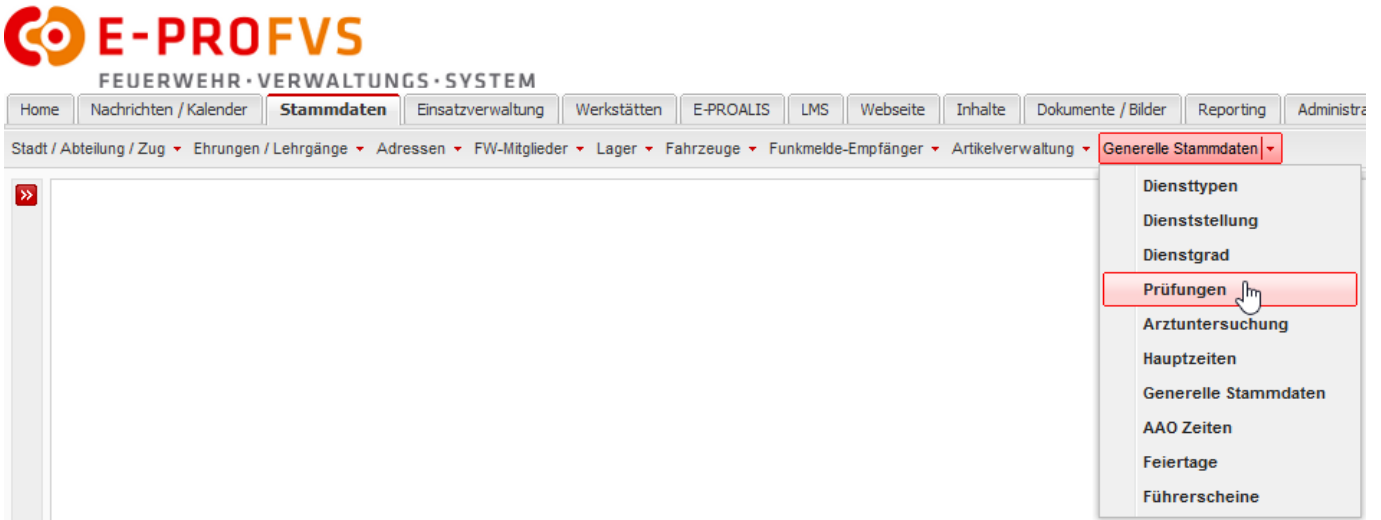 E-PROFVS
FEUERWEHR·VERWALTUNGS·SYSTEM
Home Nachrichten / Kalender Stammdaten Einsatzverwaltung Werkstätten E-PROALIS LMS Webseite Inhalte Dokumente / Bilder Reporting Administra
Stadt / Abteilung / Zug Ehrungen / Lehrgänge Adressen FW-Mitglieder Lager Fahrzeuge Funkmelde-Empfänger Artikelverwaltung Generelle Stammdaten
Diensttypen
Dienststellung
Dienstgrad
Prüfungen
Arztuntersuchung
Hauptzeiten
Generelle Stammdaten
AAO Zeiten
Feiertage
Führerscheine